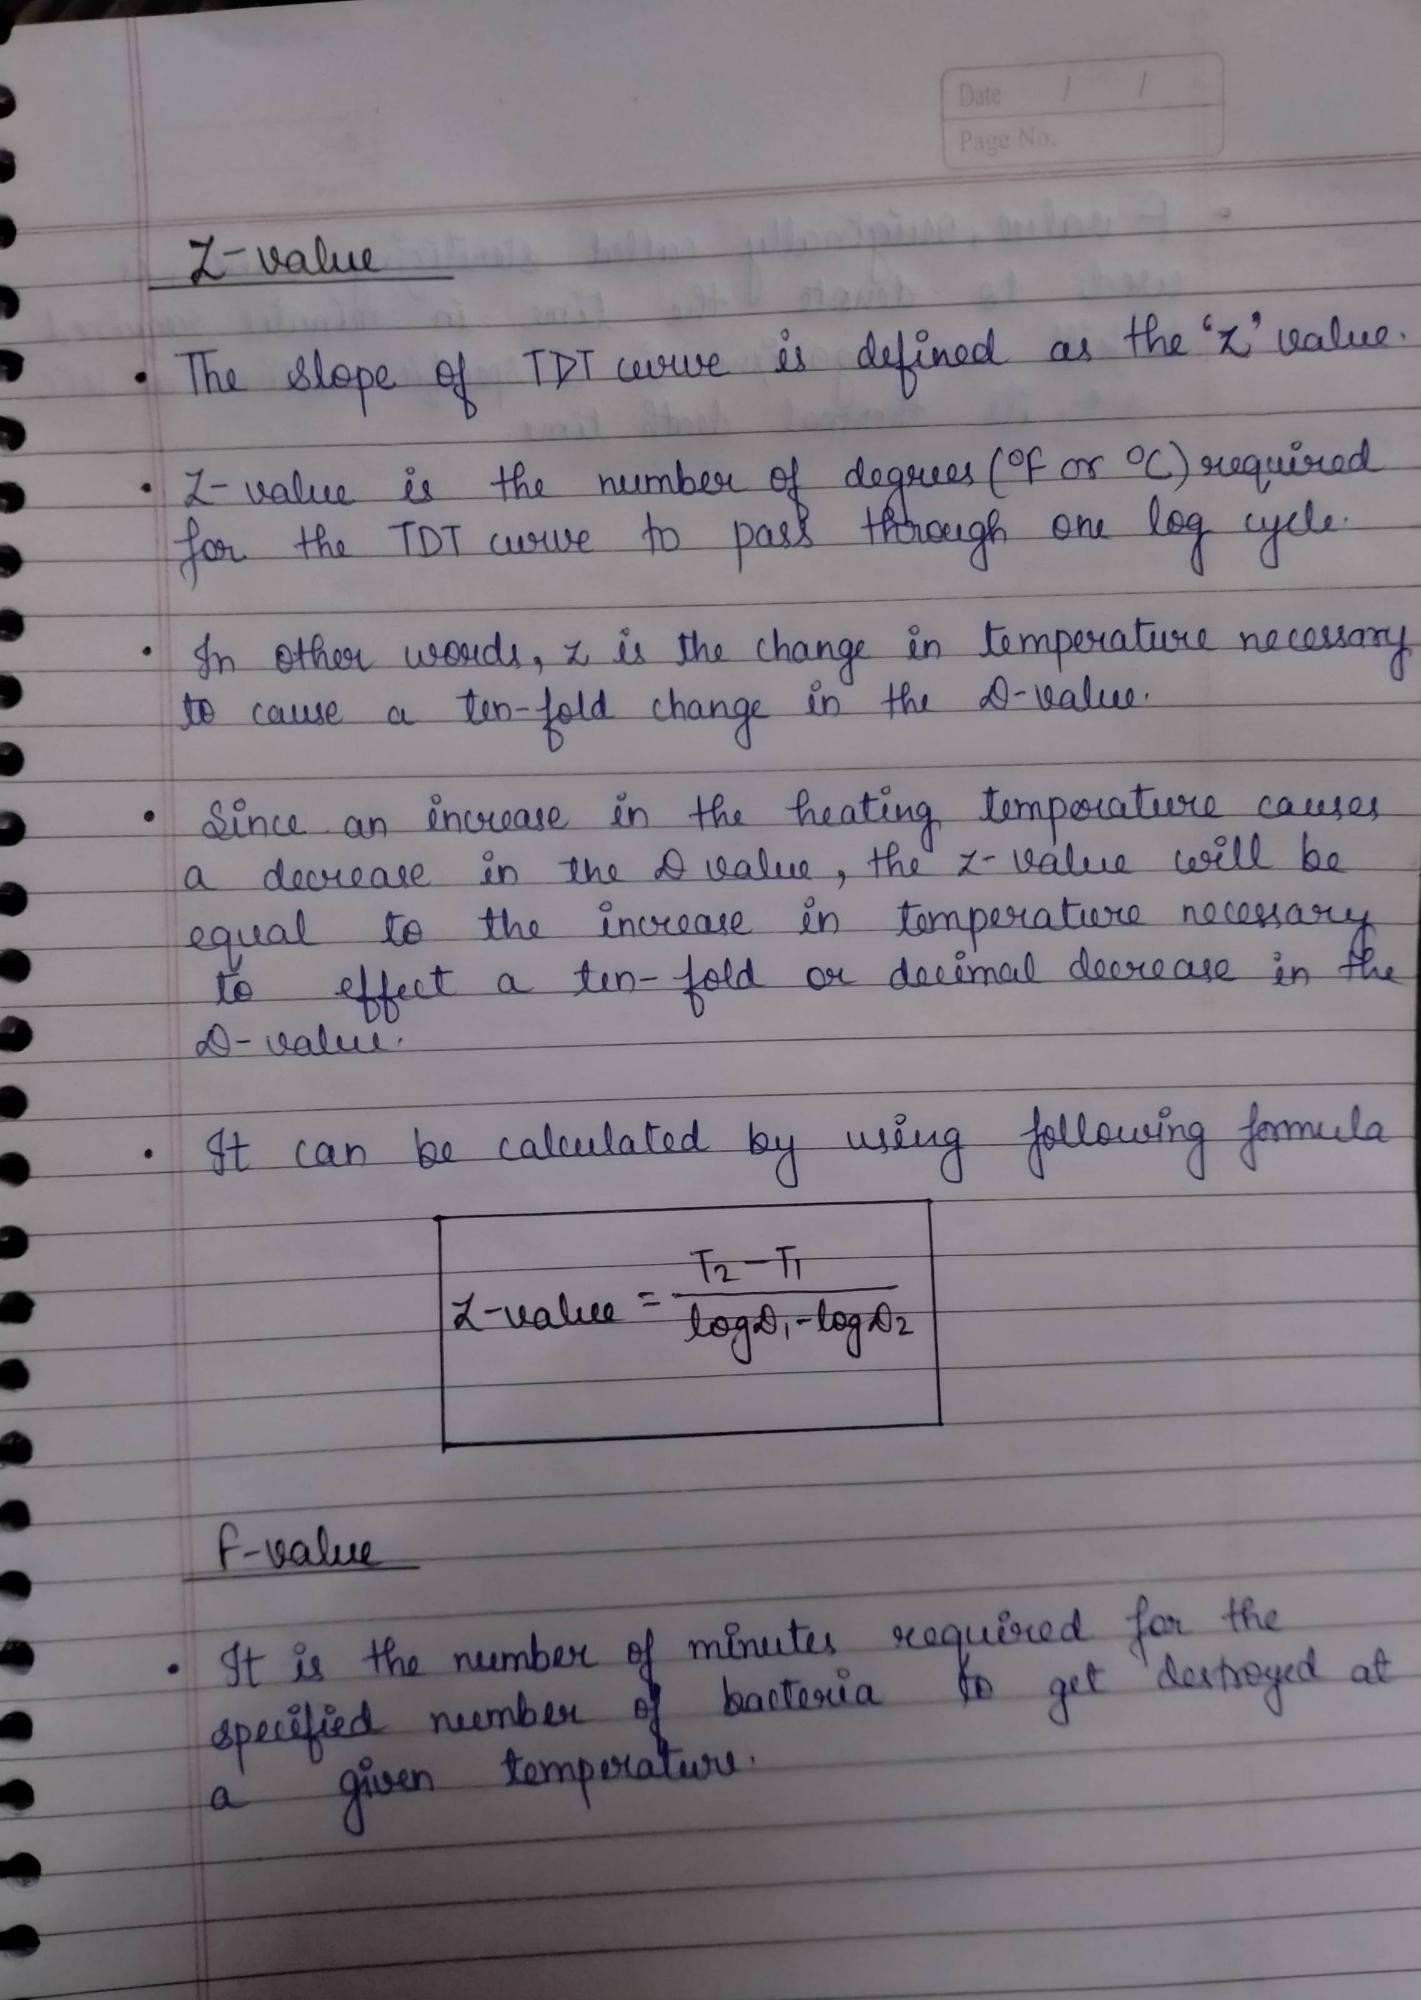 Date / /
Page No.
Z-value
• The slope of TDT curve is defined as the 'z' value.
• Z-value is the number of degrees (°F or °C) required
for the TDT curve to pass through one log cycle.
• In other words, z is the change in temperature necessary
to cause a ten-fold change in the D-value.
• Since an increase in the heating temperature causes
a decrease in the D value, the z-value will be
equal to the increase in temperature necessary
to effect a ten-fold or decimal decrease in the
D-value.
• It can be calculated by using following formula
Z-value = T2 - T1 / log D1 - log D2
F-value
• It is the number of minutes required for the
specified number of bacteria to get destroyed at
a given temperature.